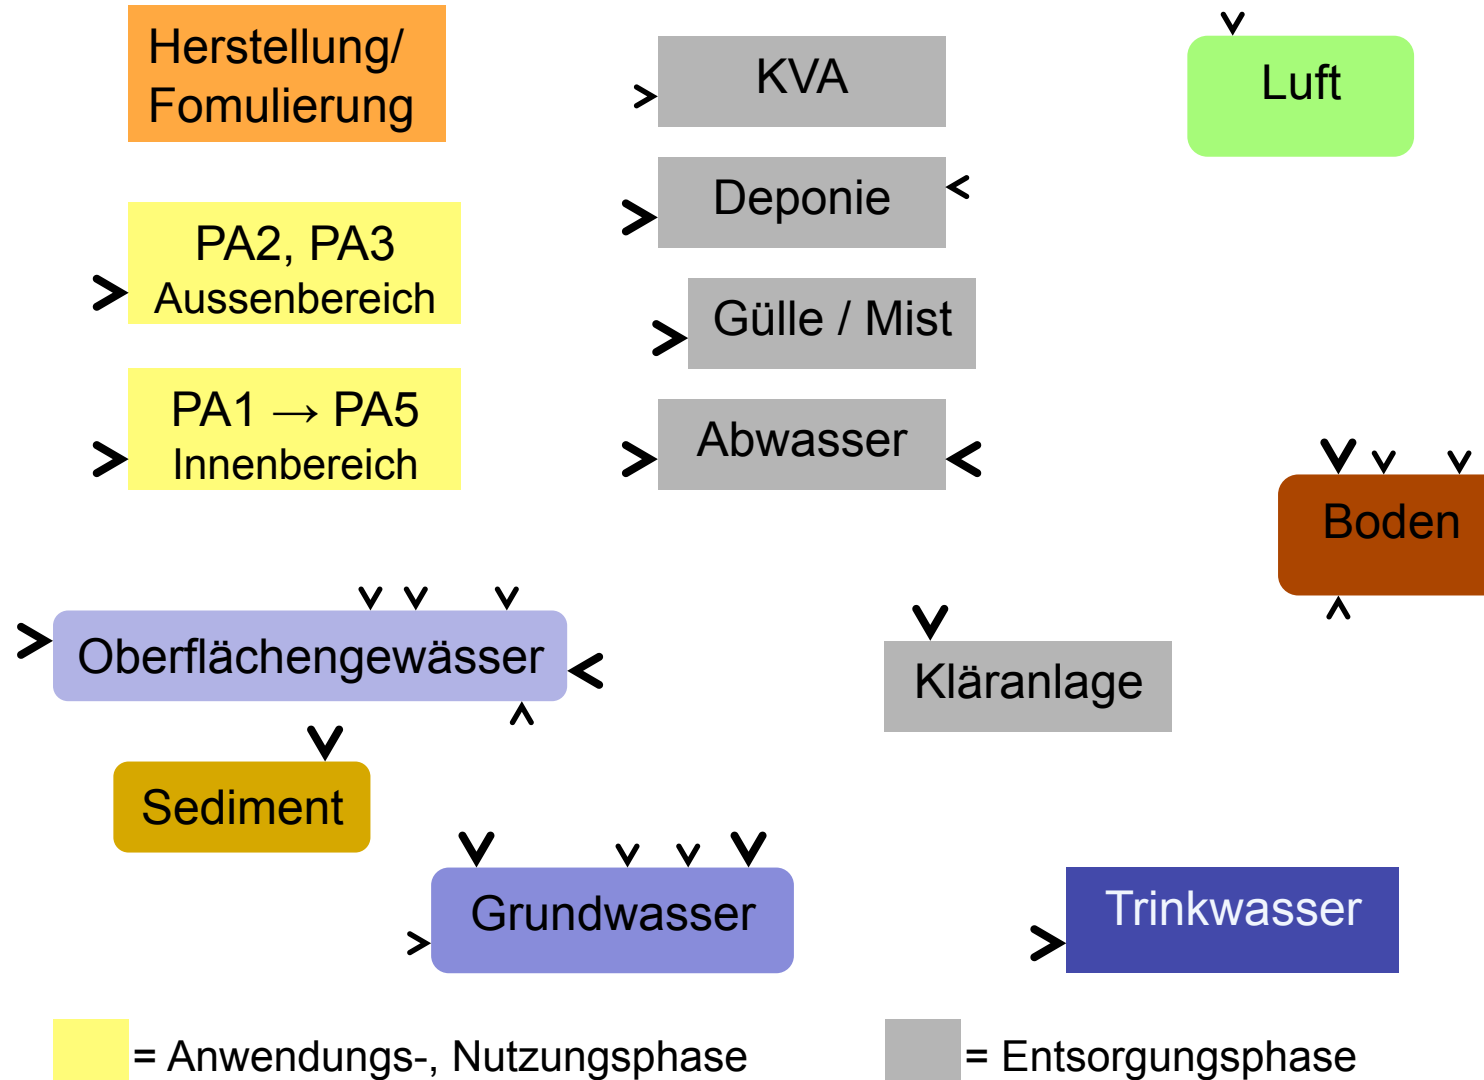 Herstellung/
Fomulierung
KVA
Luft
Deponie
PA2, PA3
Aussenbereich
Gülle / Mist
PA1 → PA5
Innenbereich
Abwasser
Boden
Oberflächengewässer
Kläranlage
Sediment
Grundwasser
Trinkwasser
= Anwendungs-, Nutzungsphase
= Entsorgungsphase